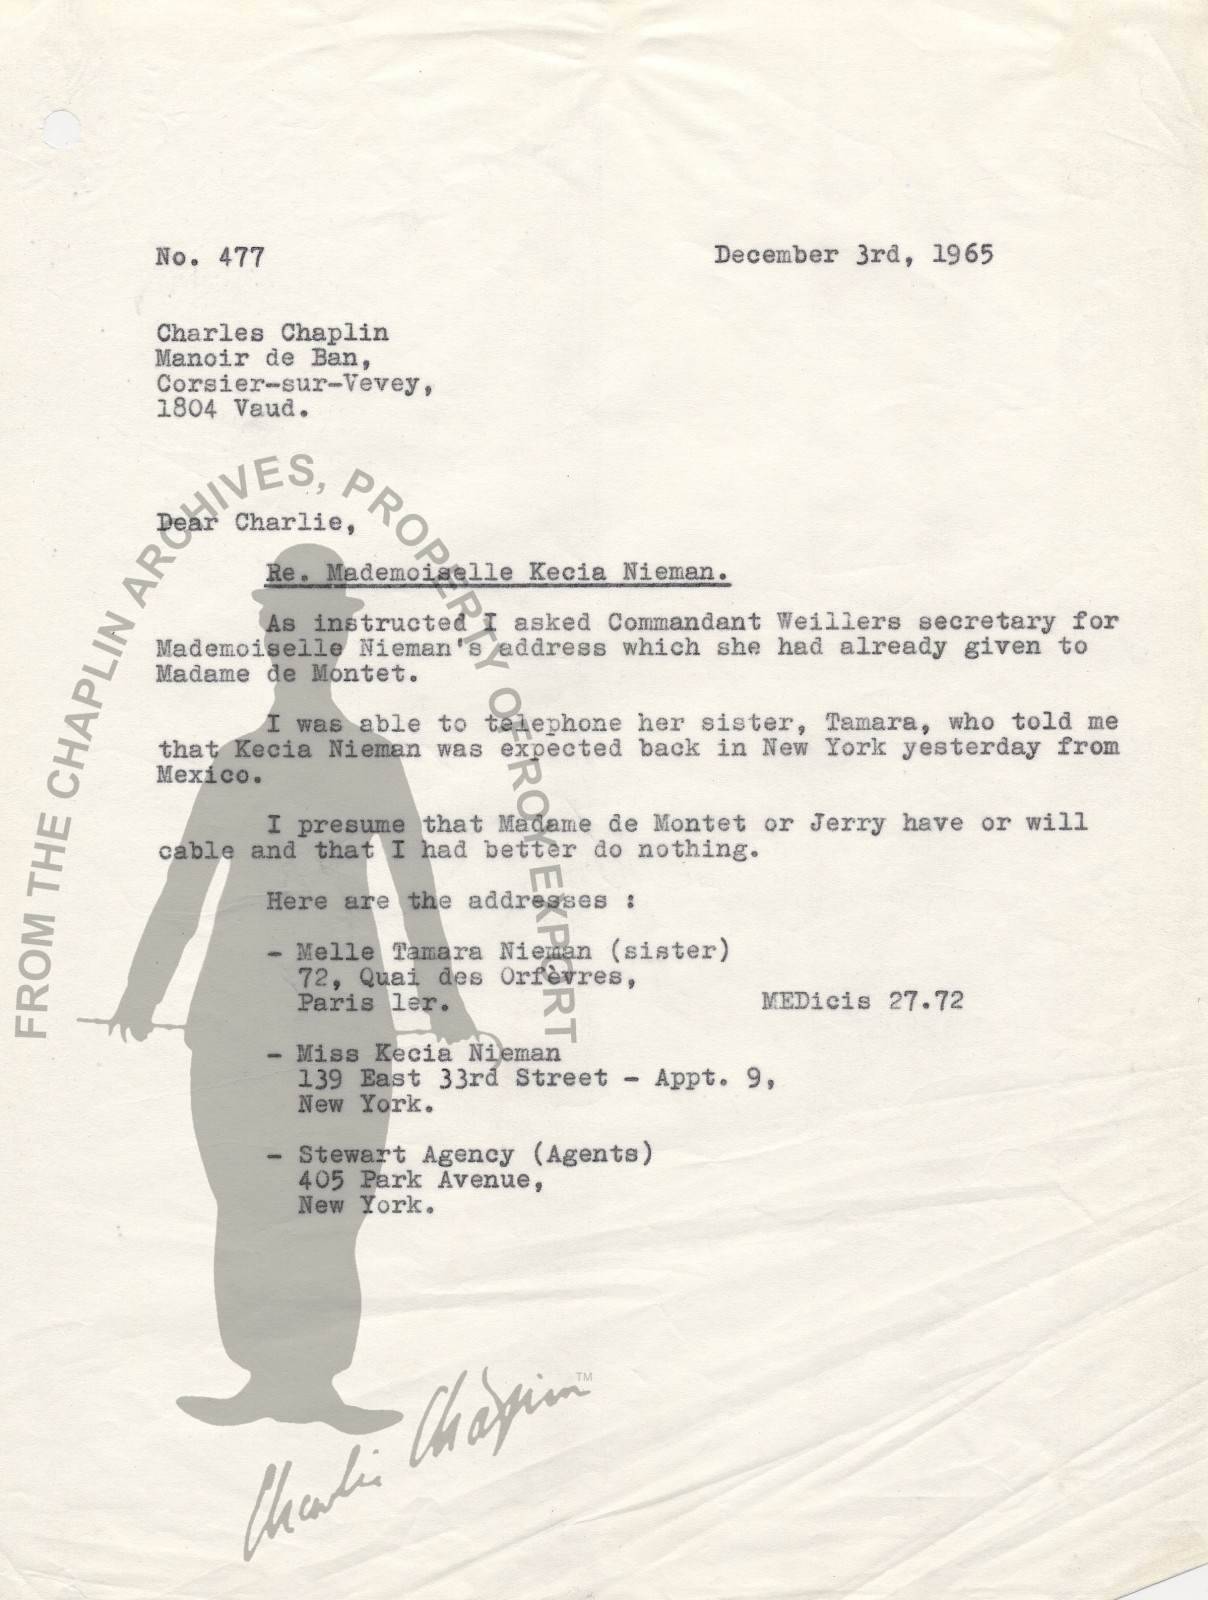 No. 477
December 3rd, 1965
Charles Chaplin
Manoir de Ban,
Corsier-sur-Vevey,
1804 Vaud.
Dear Charlie,
Re. Mademoiselle Kecia Nieman.
As instructed I asked Commandant Weillers secretary for
Mademoiselle Nieman's address which she had already given to
Madame de Montet.
I was able to telephone her sister, Tamara, who told me
that Kecia Nieman was expected back in New York yesterday from
Mexico.
I presume that Madame de Montet or Jerry have or will
cable and that I had better do nothing.
Here are the addresses :
- Melle Tamara Nieman (sister)
72, Quai des Orfèvres,
Paris 1er. MEDicis 27.72
- Miss Kecia Nieman
139 East 33rd Street - Appt. 9,
New York.
- Stewart Agency (Agents)
405 Park Avenue,
New York.
FROM THE CHAPLIN ARCHIVES, PROPERTY OF ROY EXPORT
Charlie Chaplin TM